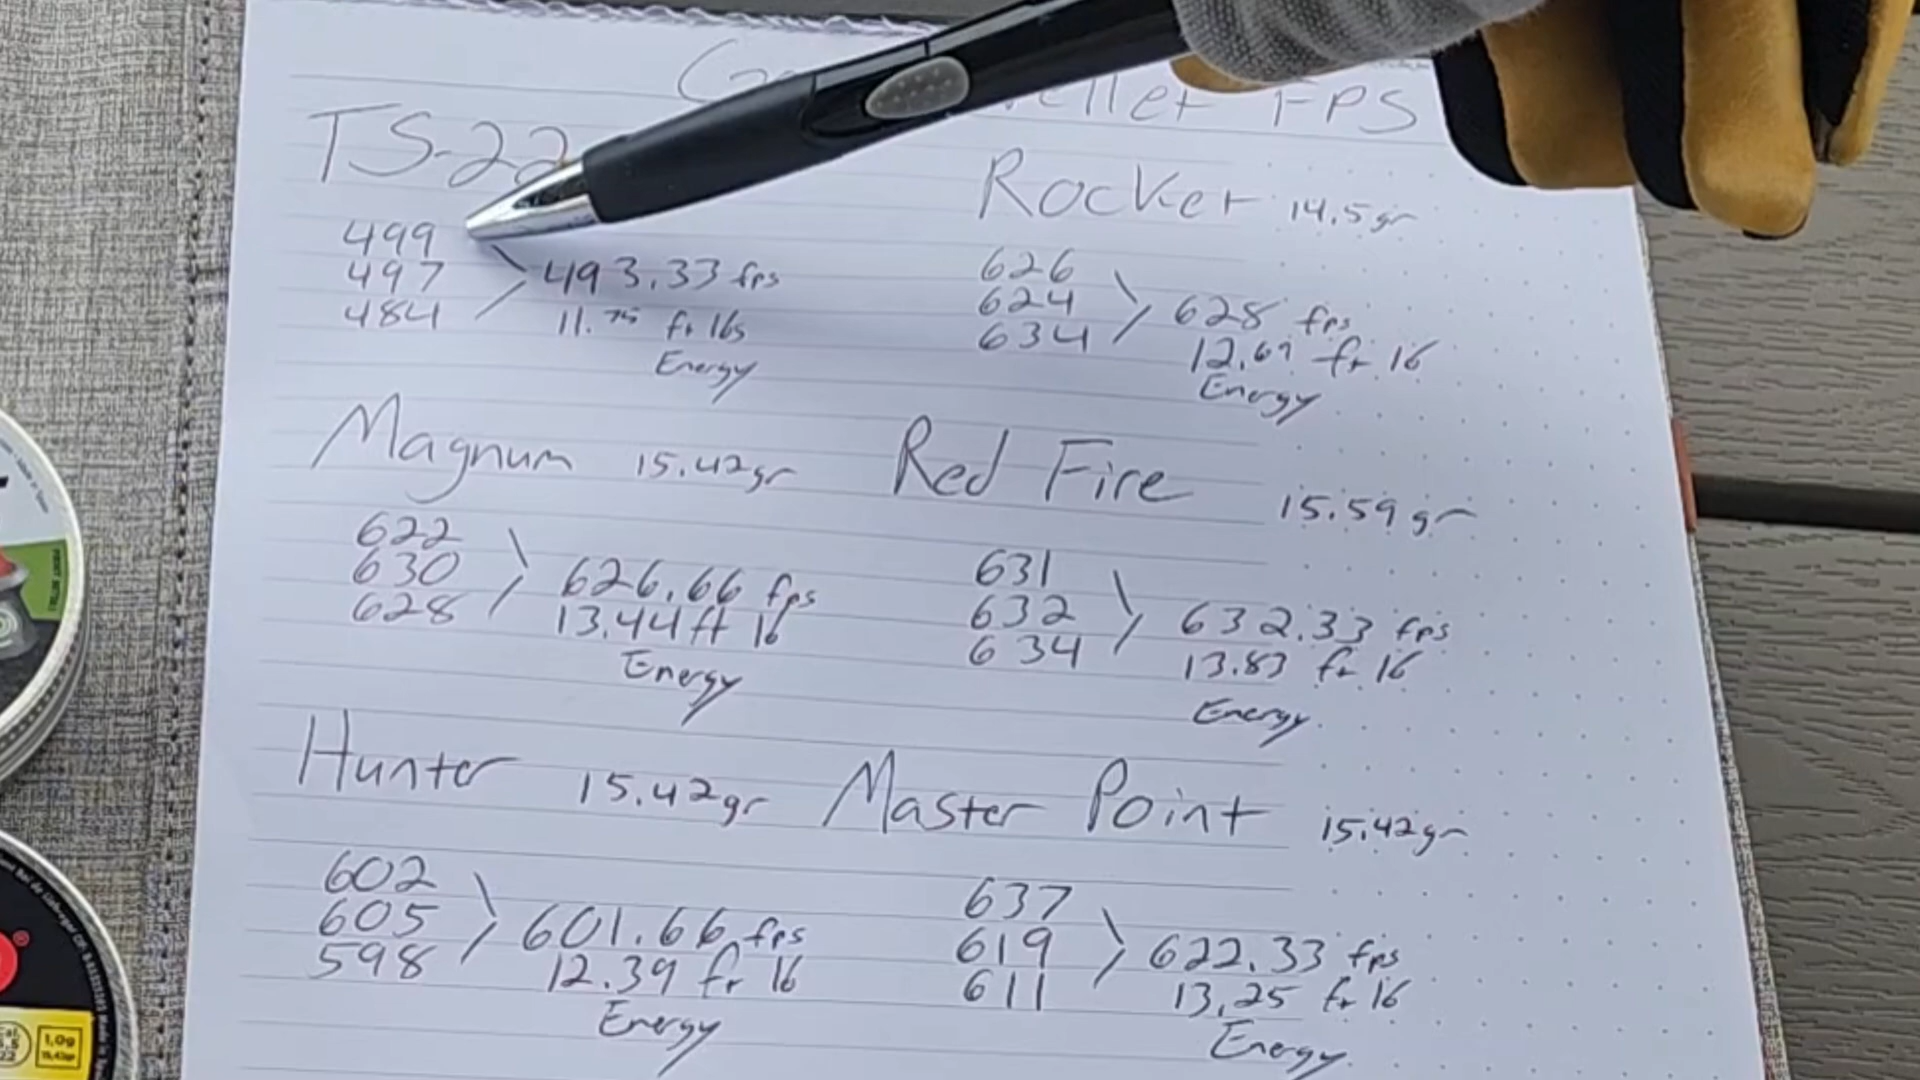 FPS
TS-22
499
497
484
493.33 fps
11.75 ft lbs
Energy
Rocker 14.5gr
626
624
634
628 fps
12.69 ft lb
Energy
Magnum 15.42gr
622
630
628
626.66 fps
13.44 ft lb
Energy
Red Fire 15.59gr
631
632
634
632.33 fps
13.83 ft lb
Energy
Hunter 15.42gr
602
605
598
601.66 fps
12.39 ft lb
Energy
Master Point 15.42gr
637
619
611
622.33 fps
13.25 ft lb
Energy
1,0g